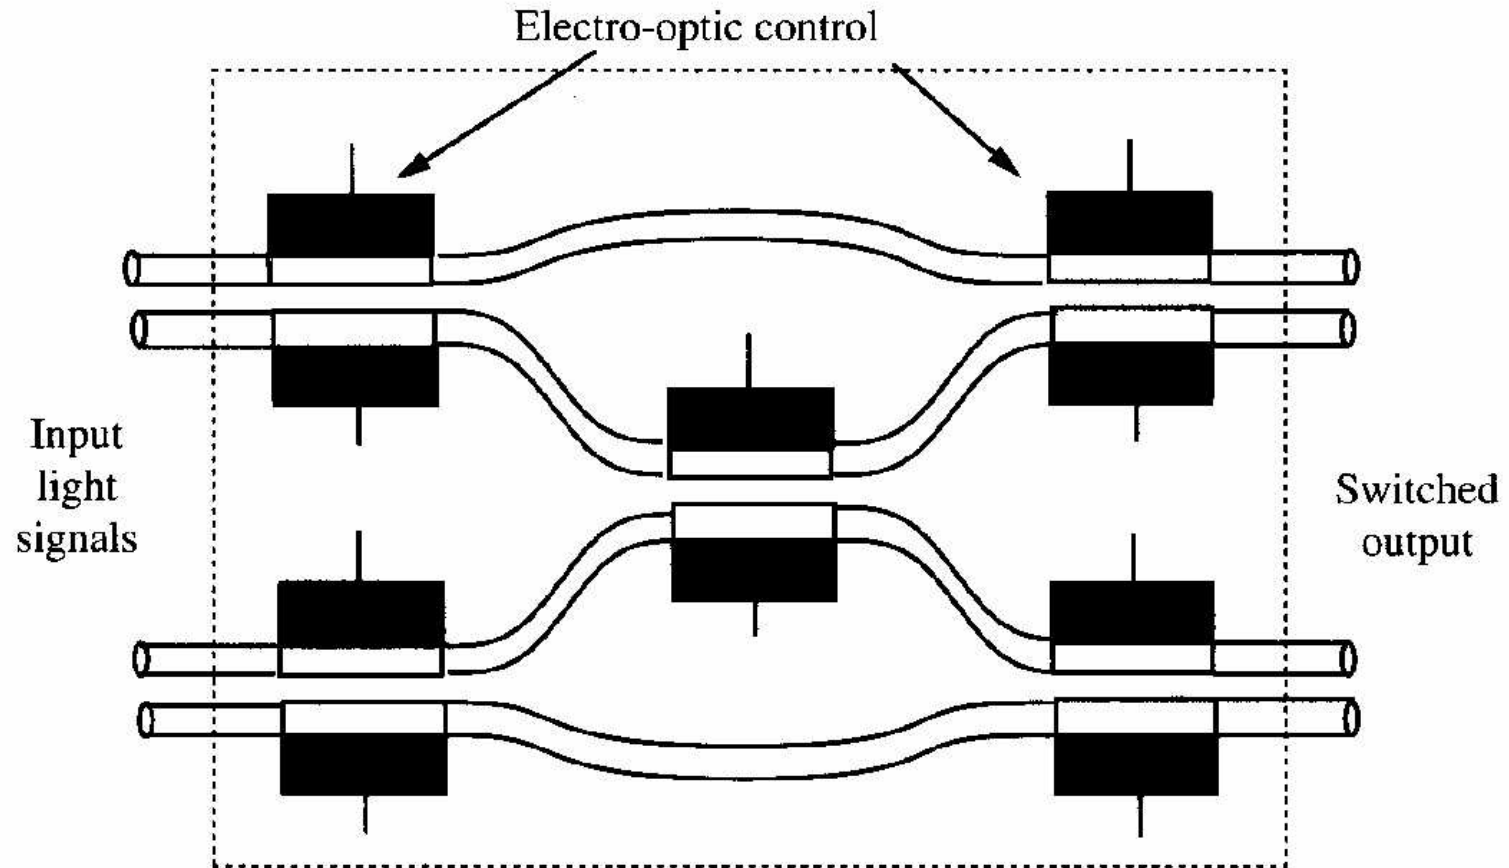 Electro-optic control
Input
light
signals
Switched
output